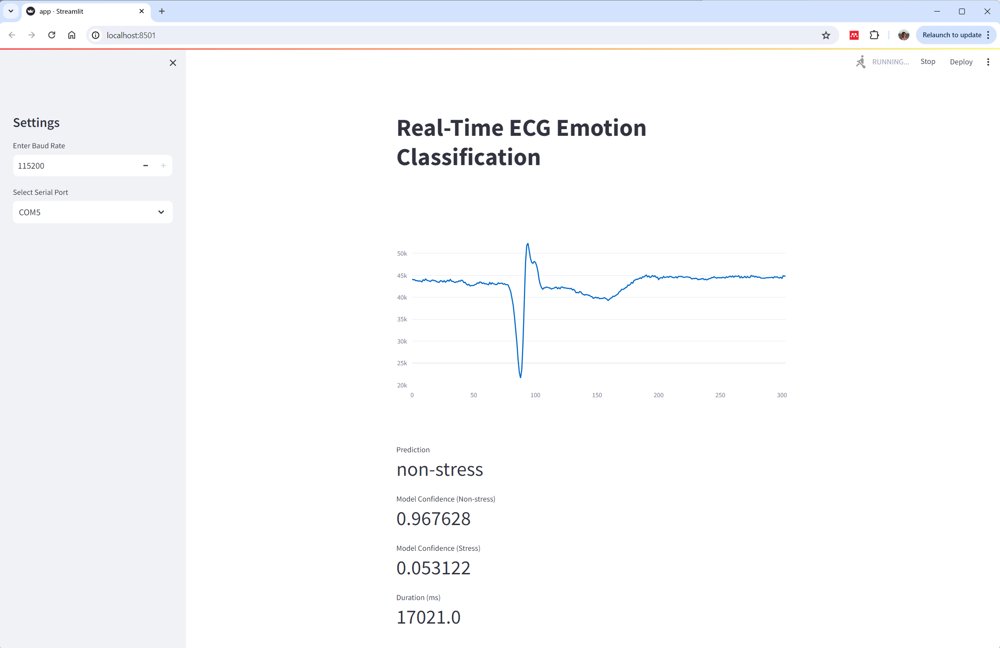 app · Streamlit
localhost:8501
Relaunch to update
RUNNING...
Stop
Deploy
Settings
Enter Baud Rate
115200
Select Serial Port
COM5
Real-Time ECG Emotion
Classification
50k
45k
40k
35k
30k
25k
20k
0 50 100 150 200 250 300
Prediction
non-stress
Model Confidence (Non-stress)
0.967628
Model Confidence (Stress)
0.053122
Duration (ms)
17021.0